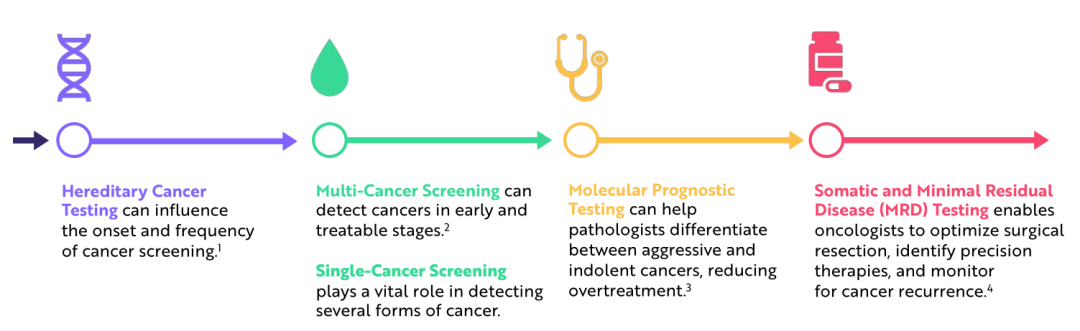 Hereditary Cancer
Testing can influence
the onset and frequency
of cancer screening.¹
Multi-Cancer Screening can
detect cancers in early and
treatable stages.²
Single-Cancer Screening
plays a vital role in detecting
several forms of cancer.
Molecular Prognostic
Testing can help
pathologists differentiate
between aggressive and
indolent cancers, reducing
overtreatment.³
Somatic and Minimal Residual
Disease (MRD) Testing enables
oncologists to optimize surgical
resection, identify precision
therapies, and monitor
for cancer recurrence.⁴